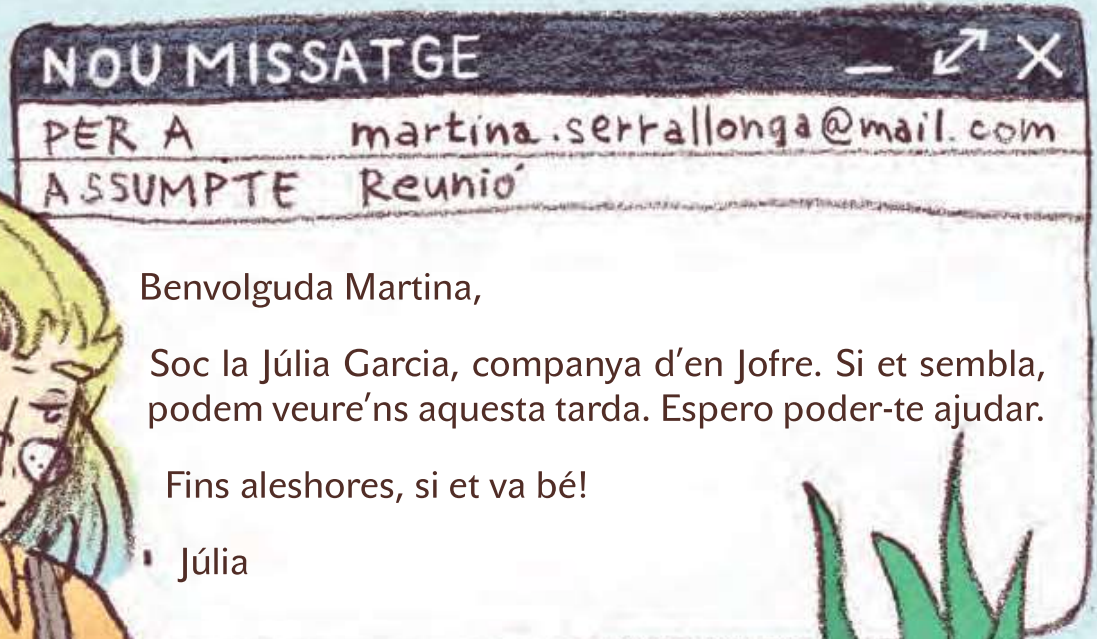 NOU MISSATGE
PER A martina.serrallonga@mail.com
ASSUMPTE Reunió
Benvolguda Martina,
Soc la Júlia Garcia, companya d'en Jofre. Si et sembla,
podem veure'ns aquesta tarda. Espero poder-te ajudar.
Fins aleshores, si et va bé!
Júlia